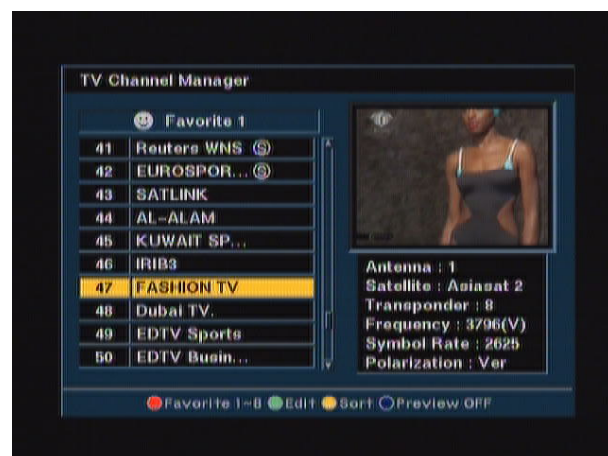 TV Channel Manager
Favorite 1
41 Reuters WNS Ⓢ
42 EUROSPOR... Ⓢ
43 SATLINK
44 AL-ALAM
45 KUWAIT SP...
46 IRIB3
47 FASHION TV
48 Dubai TV.
49 EDTV Sports
50 EDTV Busin...
Antenna : 1
Satellite : Asiasat 2
Transponder : 8
Frequency : 3796(V)
Symbol Rate : 2625
Polarization : Ver
Favorite 1~8 Edit Sort Preview OFF